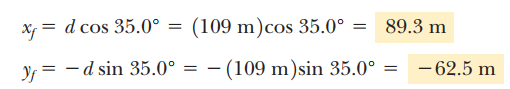 x_f = d cos 35.0° = (109 m)cos 35.0° = 89.3 m
y_f = −d sin 35.0° = −(109 m)sin 35.0° = −62.5 m